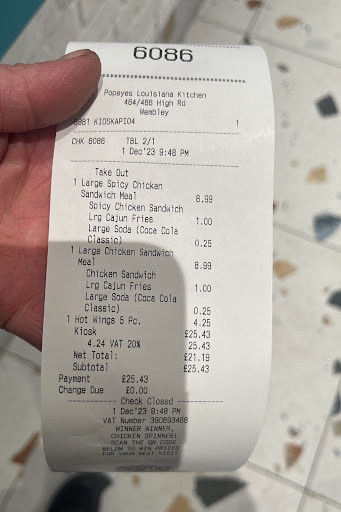 6086
Popeyes Louisiana Kitchen
464/466 High Rd
Wembley
KIOSKAPI04 1
CHK 6086 TBL 2/1
1 Dec'23 9:48 PM
Take Out
1 Large Spicy Chicken
Sandwich Meal 8.99
Spicy Chicken Sandwich
Lrg Cajun Fries 1.00
Large Soda (Coca Cola
Classic) 0.25
1 Large Chicken Sandwich
Meal 8.99
Chicken Sandwich
Lrg Cajun Fries 1.00
Large Soda (Coca Cola
Classic) 0.25
1 Hot Wings 5 Pc. 4.25
Kiosk £25.43
4.24 VAT 20% 25.43
Net Total: £21.19
Subtotal £25.43
Payment £25.43
Change Due £0.00
Check Closed
1 Dec'23 9:48 PM
VAT Number 390693466
WINNER WINNER,
CHICKEN SPINNER!
SCAN THE QR CODE
BELOW TO WIN PRIZES
FOR YOUR NEXT VISIT